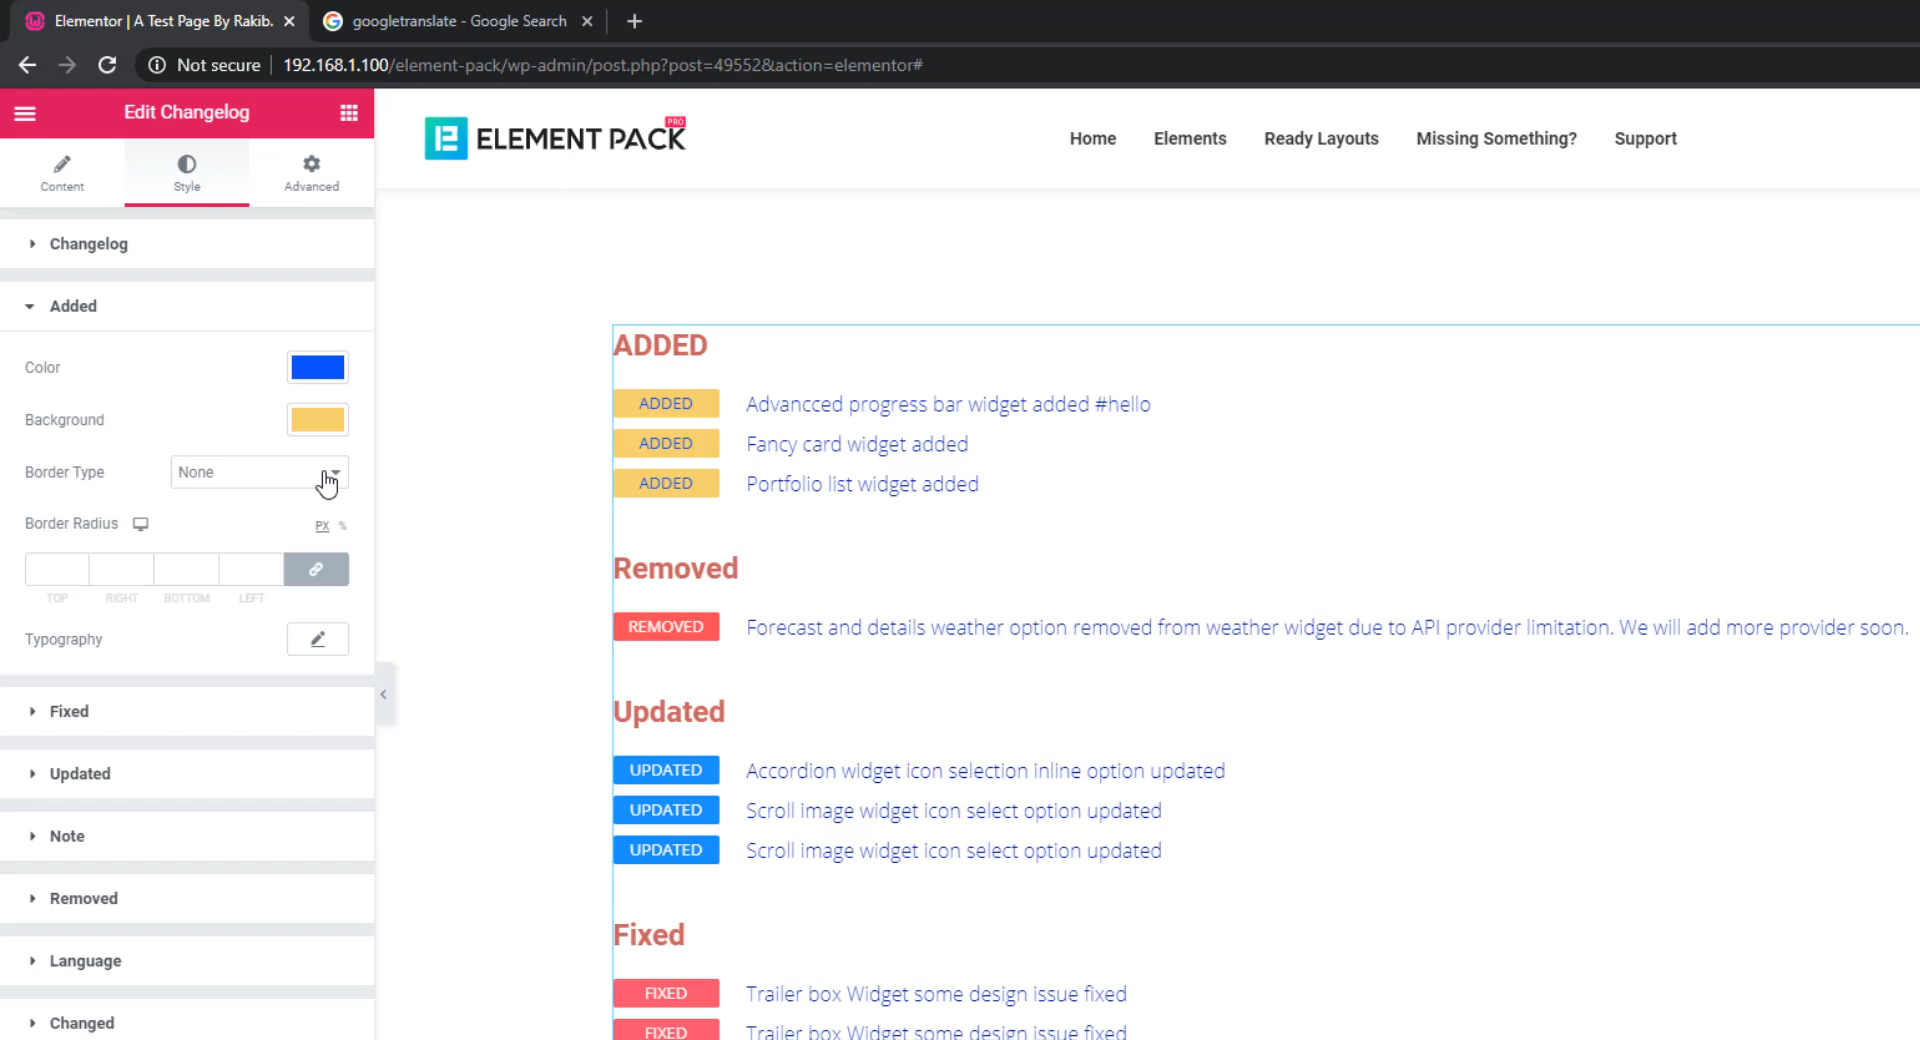 Elementor | A Test Page By Rakib.
googletranslate - Google Search
Not secure
192.168.1.100/element-pack/wp-admin/post.php?post=49552&action=elementor#
Edit Changelog
Content
Style
Advanced
Changelog
Added
Color
Background
Border Type
None
Border Radius
PX %
TOP RIGHT BOTTOM LEFT
Typography
Fixed
Updated
Note
Removed
Language
Changed
ELEMENT PACK
PRO
Home
Elements
Ready Layouts
Missing Something?
Support
ADDED
ADDED Advancced progress bar widget added #hello
ADDED Fancy card widget added
ADDED Portfolio list widget added
Removed
REMOVED Forecast and details weather option removed from weather widget due to API provider limitation. We will add more provider soon.
Updated
UPDATED Accordion widget icon selection inline option updated
UPDATED Scroll image widget icon select option updated
UPDATED Scroll image widget icon select option updated
Fixed
FIXED Trailer box Widget some design issue fixed
FIXED Trailer box Widget some design issue fixed